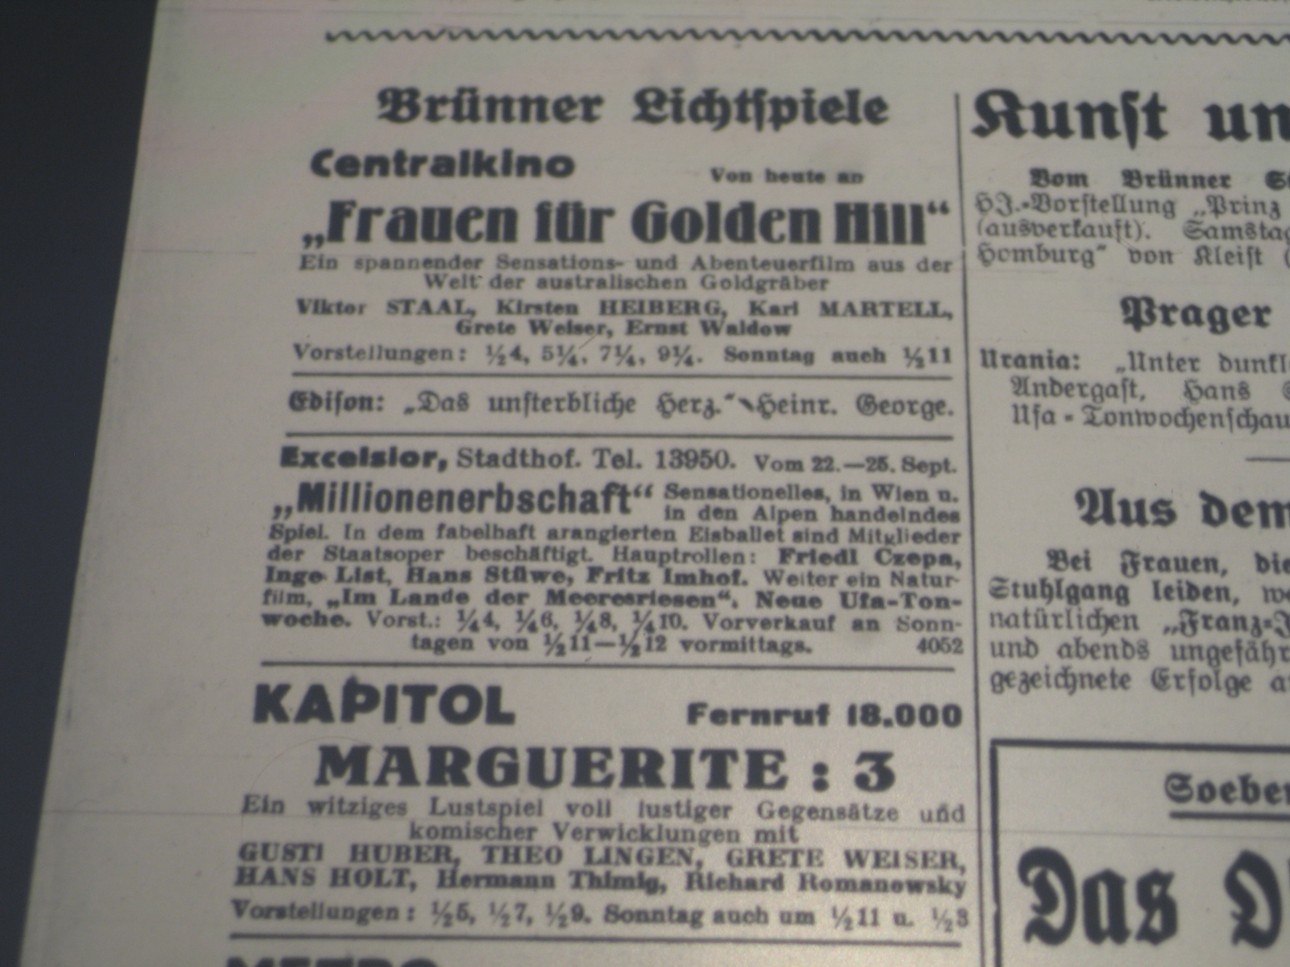 Brünner Lichtspiele
Centralkino Von heute an
„Frauen für Golden Hill“
Ein spannender Sensations- und Abenteuerfilm aus der
Welt der australischen Goldgräber
Viktor STAAL, Kirsten HEIBERG, Karl MARTELL,
Grete Weiser, Ernst Waldow
Vorstellungen: ½4, 5¼, 7¼, 9¼. Sonntag auch ½11
Edison: „Das unsterbliche Herz.“ Heinr. George.
Excelsior, Stadthof. Tel. 13950. Vom 22.—25. Sept.
„Millionenerbschaft“ Sensationelles, in Wien u.
in den Alpen handelndes
Spiel. In dem fabelhaft arangierten Eisballet sind Mitglieder
der Staatsoper beschäftigt. Hauptrollen: Friedl Czepa,
Inge List, Hans Stüwe, Fritz Imhof. Weiter ein Natur-
film, „Im Lande der Meeresriesen“. Neue Ufa-Ton-
woche. Vorst.: ¼4, ¼6, ¼8, ¼10. Vorverkauf an Sonn-
tagen von ½11—½12 vormittags. 4052
KAPITOL Fernruf 18.000
MARGUERITE : 3
Ein witziges Lustspiel voll lustiger Gegensätze und
komischer Verwicklungen mit
GUSTI HUBER, THEO LINGEN, GRETE WEISER,
HANS HOLT, Hermann Thimig, Richard Romanowsky
Vorstellungen: ½5, ½7, ½9. Sonntag auch um ½11 u. ½3
METRO
Kunst un
Vom Brünner
HJ.-Vorstellung „Prinz
(ausverkauft). Samstag
Homburg“ von Kleist (
Prager
Urania: „Unter dunkl
Andergast, Hans
Ufa-Tonwochenschau
Aus dem
Bei Frauen, die
Stuhlgang leiden, we
natürlichen „Franz-J
und abends ungefähr
gezeichnete Erfolge a
Soeben
Das